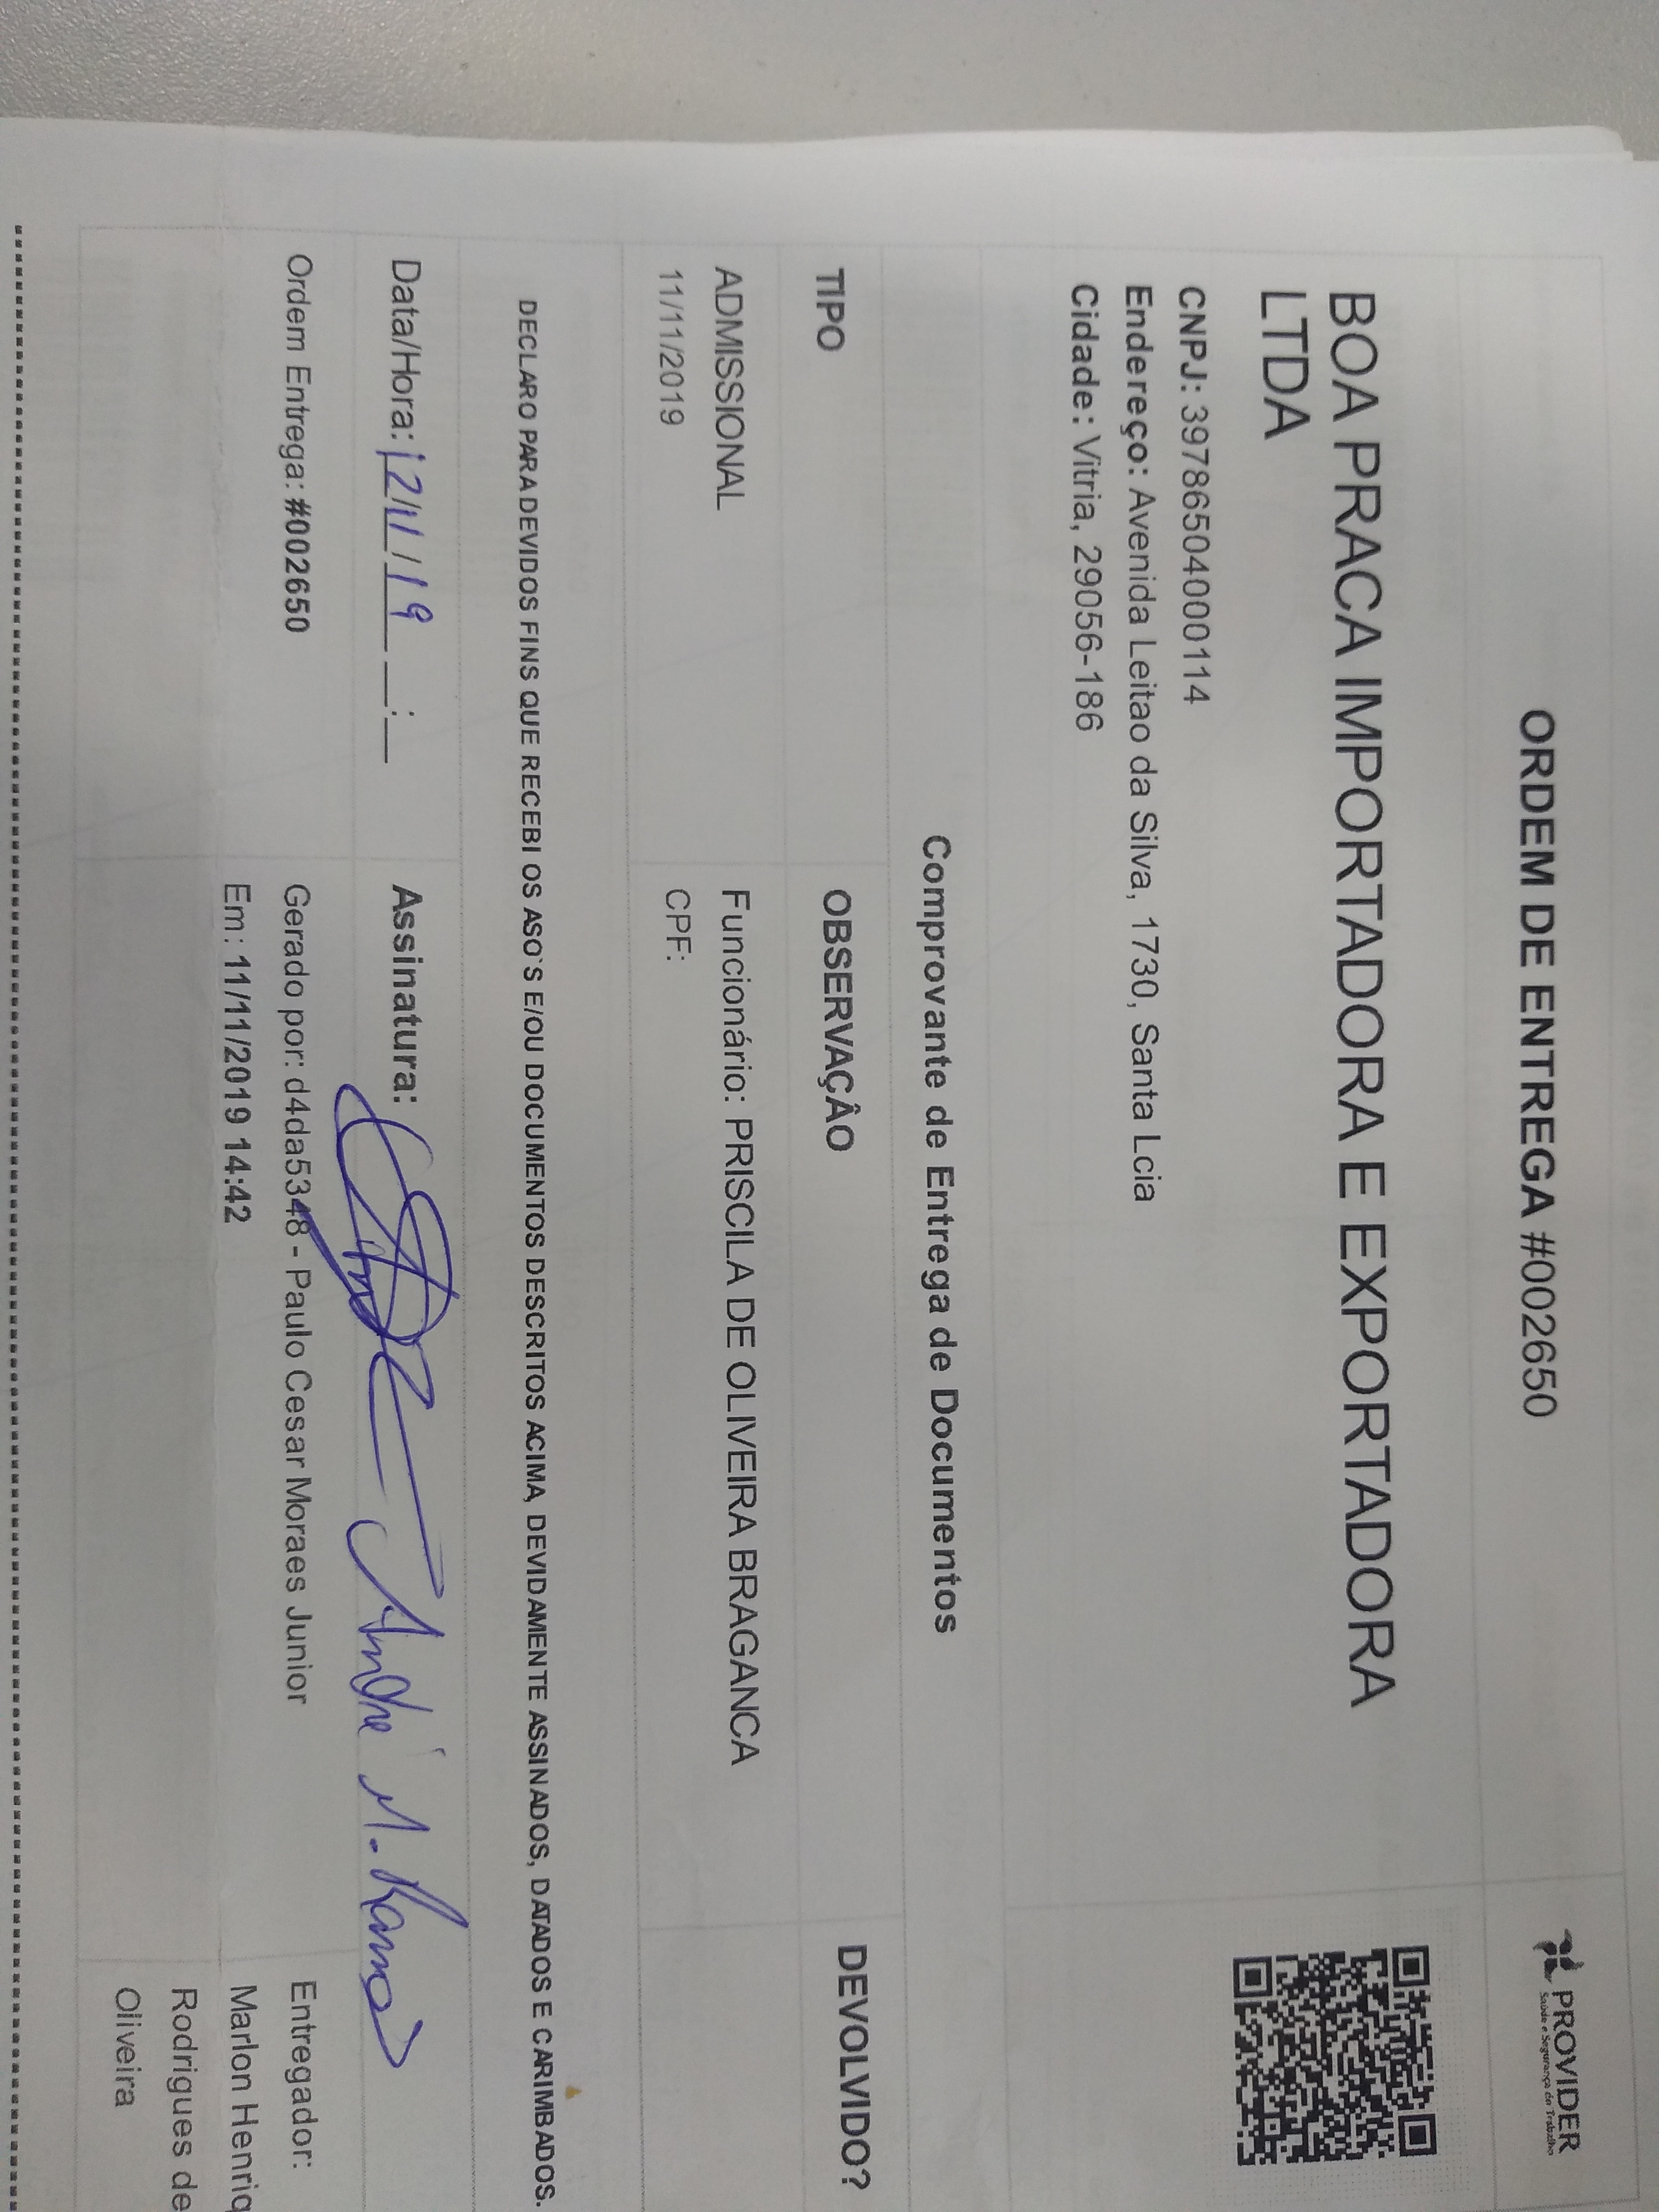 ORDEM DE ENTREGA #002650
PROVIDER
Saúde e Segurança do Trabalho
BOA PRACA IMPORTADORA E EXPORTADORA
LTDA
CNPJ: 39786504000114
Endereço: Avenida Leitao da Silva, 1730, Santa Lcia
Cidade: Vitria, 29056-186
Comprovante de Entrega de Documentos
TIPO OBSERVAÇÂO DEVOLVIDO?
ADMISSIONAL Funcionário: PRISCILA DE OLIVEIRA BRAGANCA
11/11/2019 CPF:
DECLARO PARA DEVIDOS FINS QUE RECEBI OS ASO`S E/OU DOCUMENTOS DESCRITOS ACIMA, DEVIDAMENTE ASSINADOS, DATADOS E CARIMBADOS.
Data/Hora: 12/11/19 __:__ Assinatura: André M. Ramos
Ordem Entrega: #002650 Gerado por: d4da5348 - Paulo Cesar Moraes Junior Entregador:
Em: 11/11/2019 14:42 Marlon Henriq
Rodrigues de
Oliveira